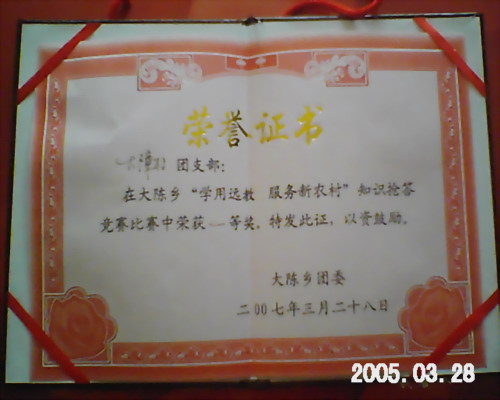 荣誉证书
团支部:
在大陈乡“学用远教 服务新农村”知识抢答
竞赛比赛中荣获一等奖，特发此证，以资鼓励。
大陈乡团委
二00七年三月二十八日
2005.03.28